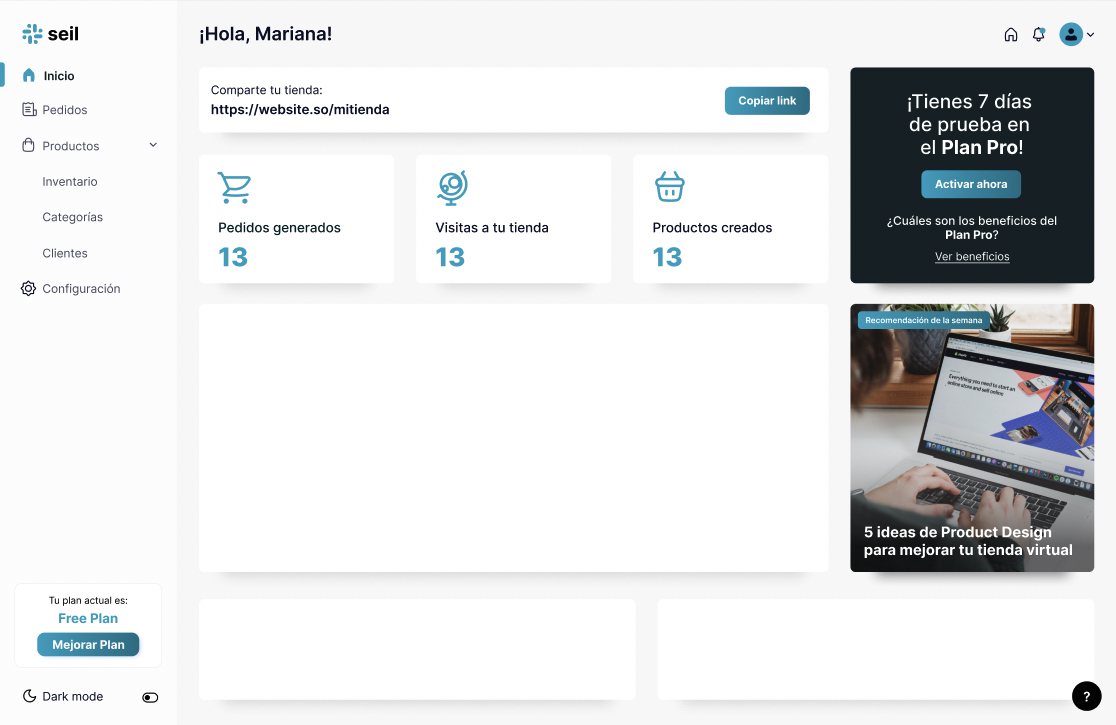 seil
¡Hola, Mariana!
Inicio
Pedidos
Productos
Inventario
Categorías
Clientes
Configuración
Comparte tu tienda:
https://website.so/mitienda
Copiar link
Pedidos generados
13
Visitas a tu tienda
13
Productos creados
13
¡Tienes 7 días
de prueba en
el Plan Pro!
Activar ahora
¿Cuáles son los beneficios del
Plan Pro?
Ver beneficios
Recomendación de la semana
Everything you need to start an
online store and sell online
5 ideas de Product Design
para mejorar tu tienda virtual
Tu plan actual es:
Free Plan
Mejorar Plan
Dark mode
?